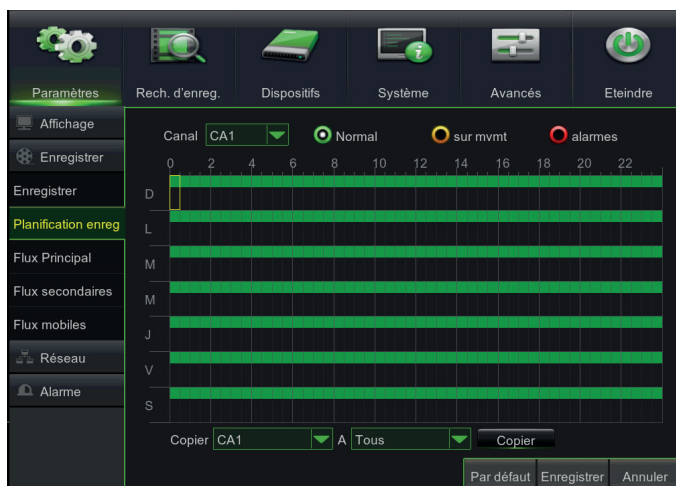 Paramètres Rech. d'enreg. Dispositifs Système Avancés Eteindre
Affichage
Enregistrer
Enregistrer
Planification enreg
Flux Principal
Flux secondaires
Flux mobiles
Réseau
Alarme
Canal CA1 Normal sur mvmt alarmes
0 2 4 6 8 10 12 14 16 18 20 22
D
L
M
M
J
V
S
Copier CA1 A Tous Copier
Par défaut Enregistrer Annuler